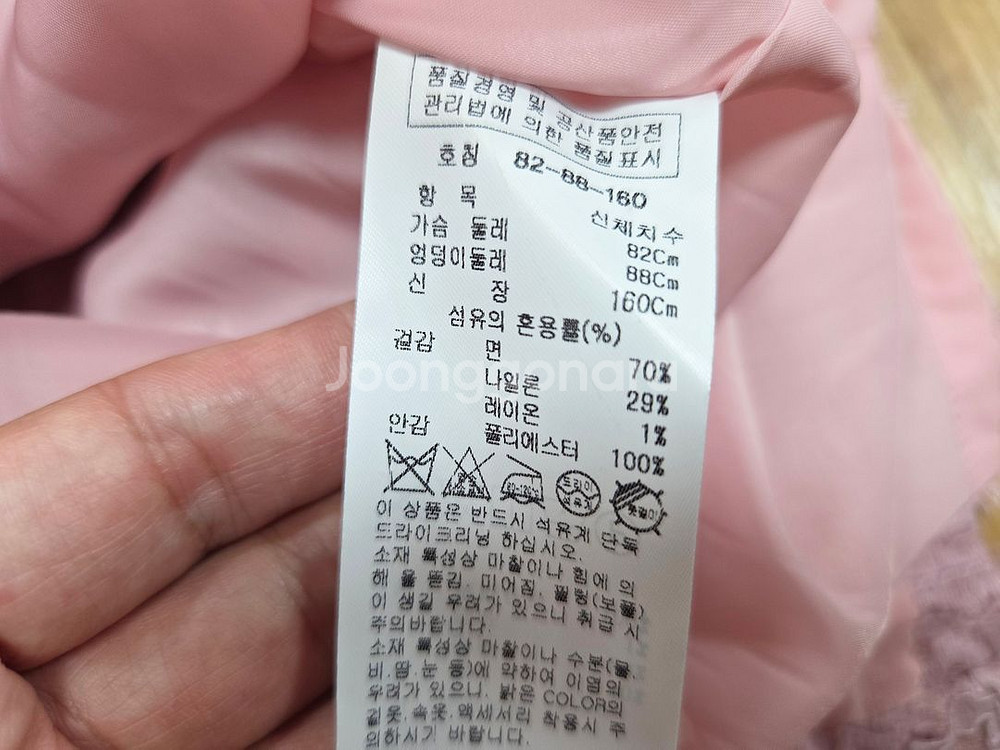 품질경영 및 공산품안전
관리법에 의한 품질표시
호칭 82-88-160
항 목 신체치수
가슴 둘레 82Cm
엉덩이둘레 88Cm
신 장 160Cm
섬유의 혼용률(%)
겉감 면 70%
나일론 29%
레이온 1%
안감 폴리에스터 100%
드라이
석유계
옷걸이
이 상품은 반드시 석유계 단독
드라이크리닝 하십시오.
소재 특성상 마찰이나 힘에 의
해 올 뜯김, 미어짐, 필링(보풀)
이 생길 우려가 있으니 취급 시
주의바랍니다.
소재 특성상 마찰이나 수분(물,
비,땀,눈 등)에 약하여 이염의
우려가 있으니, 밝은 COLOR의
겉옷,속옷,액세서리 착용시 주
의하시기 바랍니다.
Joonggonara